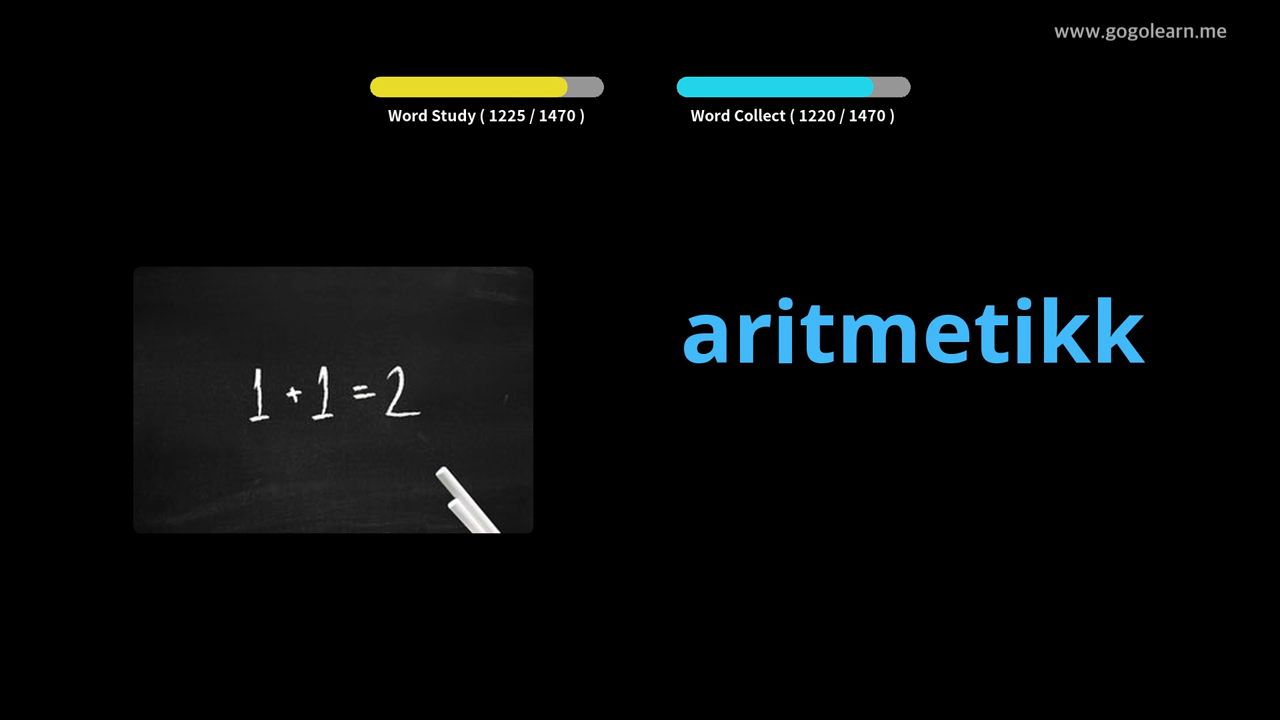 www.gogolearn.me
Word Study ( 1225 / 1470 )
Word Collect ( 1220 / 1470 )
aritmetikk
1 + 1 = 2